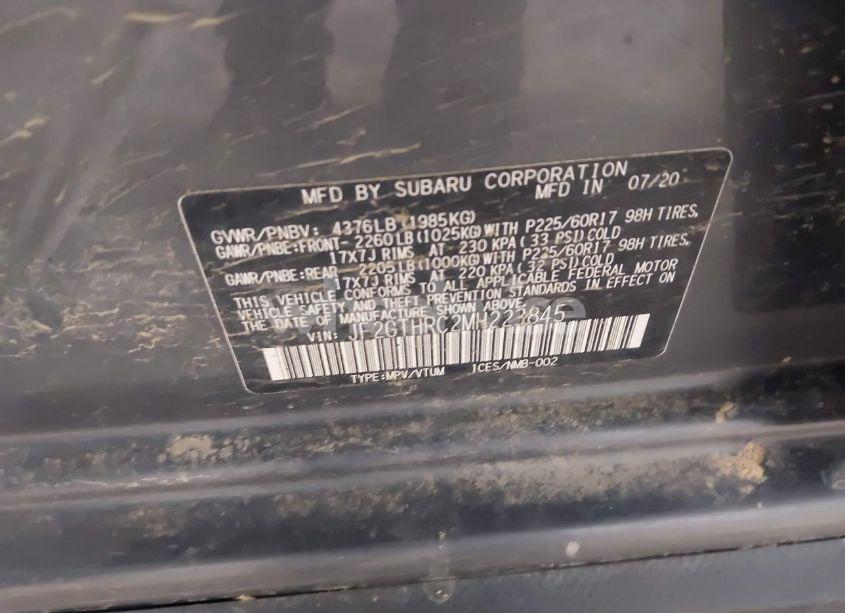 MFD BY SUBARU CORPORATION
MFD IN 07/20
GVWR/PNBV: 4376LB(1985KG)
GAWR/PNBE:FRONT-2260LB(1025KG)WITH P225/60R17 98H TIRES,
17X7J RIMS AT 230 KPA(33 PSI)COLD
GAWR/PNBE:REAR 2205LB(1000KG)WITH P225/60R17 98H TIRES,
17X7J RIMS AT 220 KPA(32 PSI)COLD
THIS VEHICLE CONFORMS TO ALL APPLICABLE FEDERAL MOTOR
VEHICLE SAFETY AND THEFT PREVENTION STANDARDS IN EFFECT ON
THE DATE OF MANUFACTURE SHOWN ABOVE.
VIN: JF2GTHRC2MH223845
TYPE:MPV/VTUM ICES/NMB-002